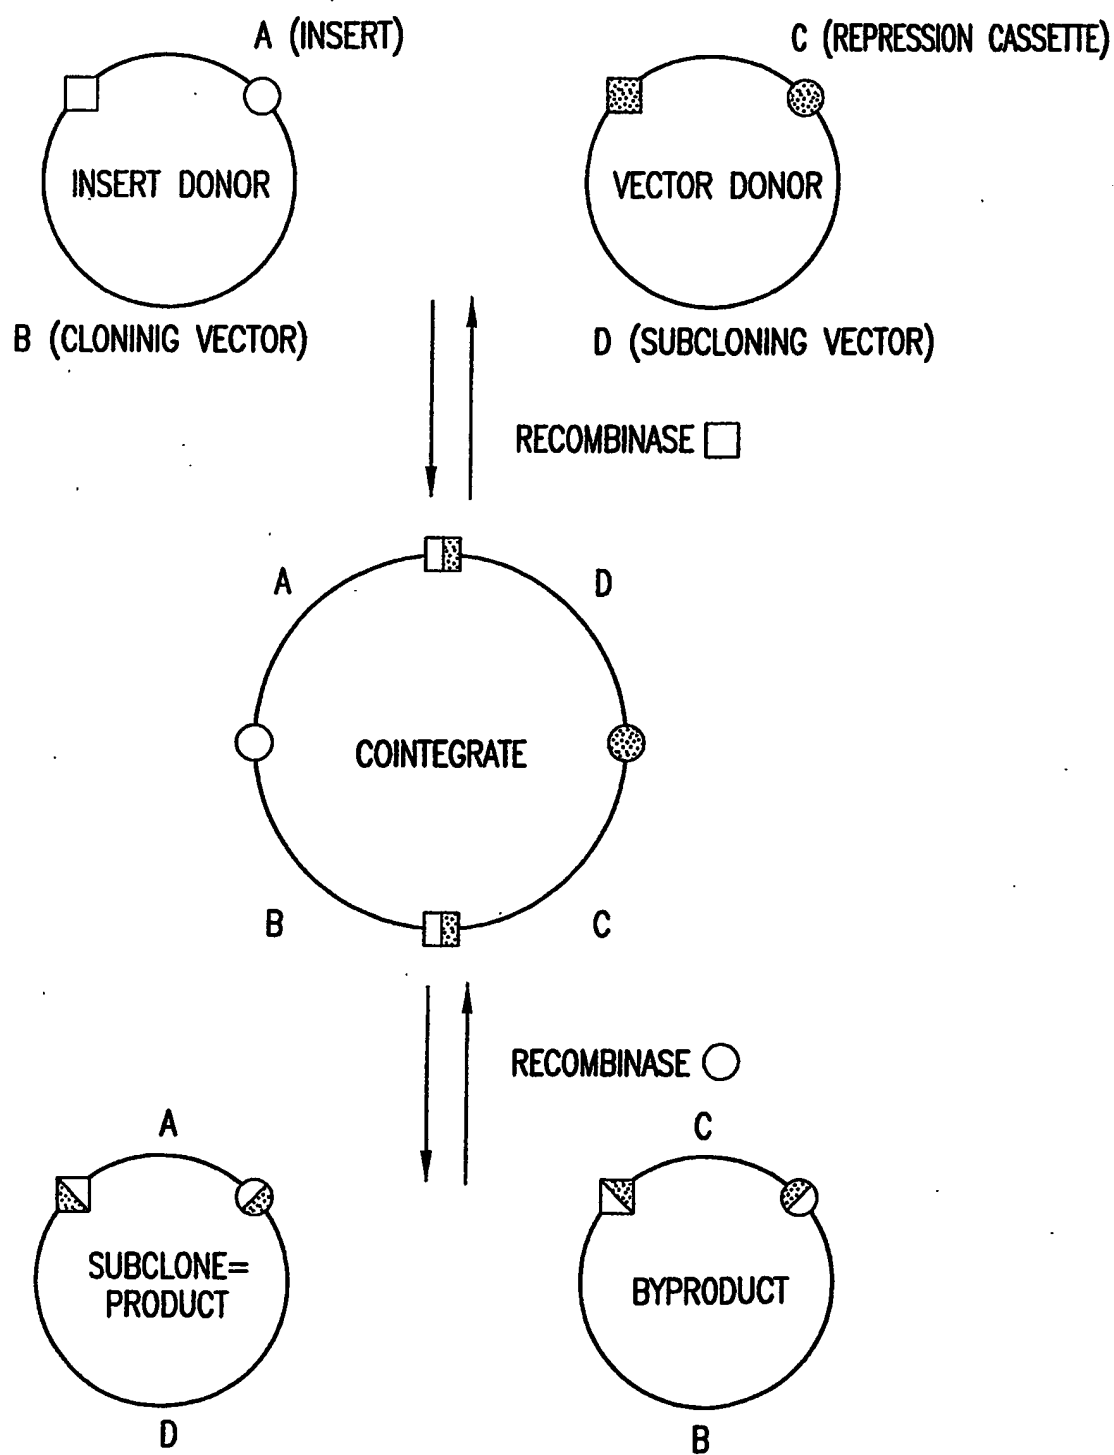 A (INSERT)
C (REPRESSION CASSETTE)
INSERT DONOR
VECTOR DONOR
B (CLONINIG VECTOR)
D (SUBCLONING VECTOR)
RECOMBINASE
A
D
COINTEGRATE
B
C
RECOMBINASE
A
C
SUBCLONE=
PRODUCT
BYPRODUCT
D
B